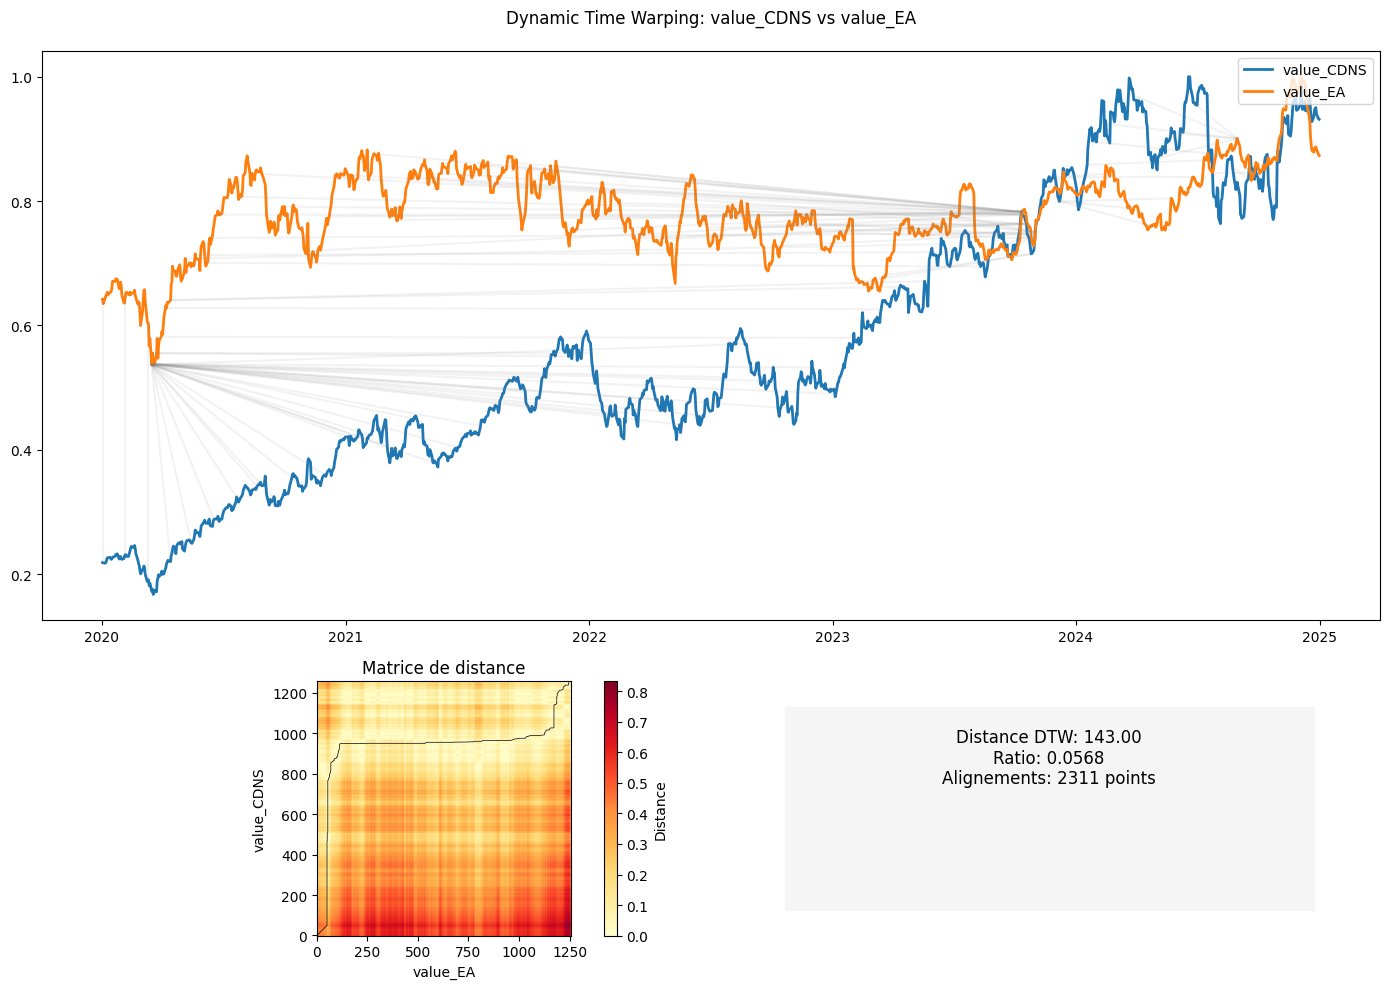 Dynamic Time Warping: value_CDNS vs value_EA
value_CDNS
value_EA
1.0
0.8
0.6
0.4
0.2
2020 2021 2022 2023 2024 2025
Matrice de distance
value_CDNS
1200
1000
800
600
400
200
0
0 250 500 750 1000 1250
value_EA
0.8
0.7
0.6
0.5
0.4
0.3
0.2
0.1
0.0
Distance
Distance DTW: 143.00
Ratio: 0.0568
Alignements: 2311 points